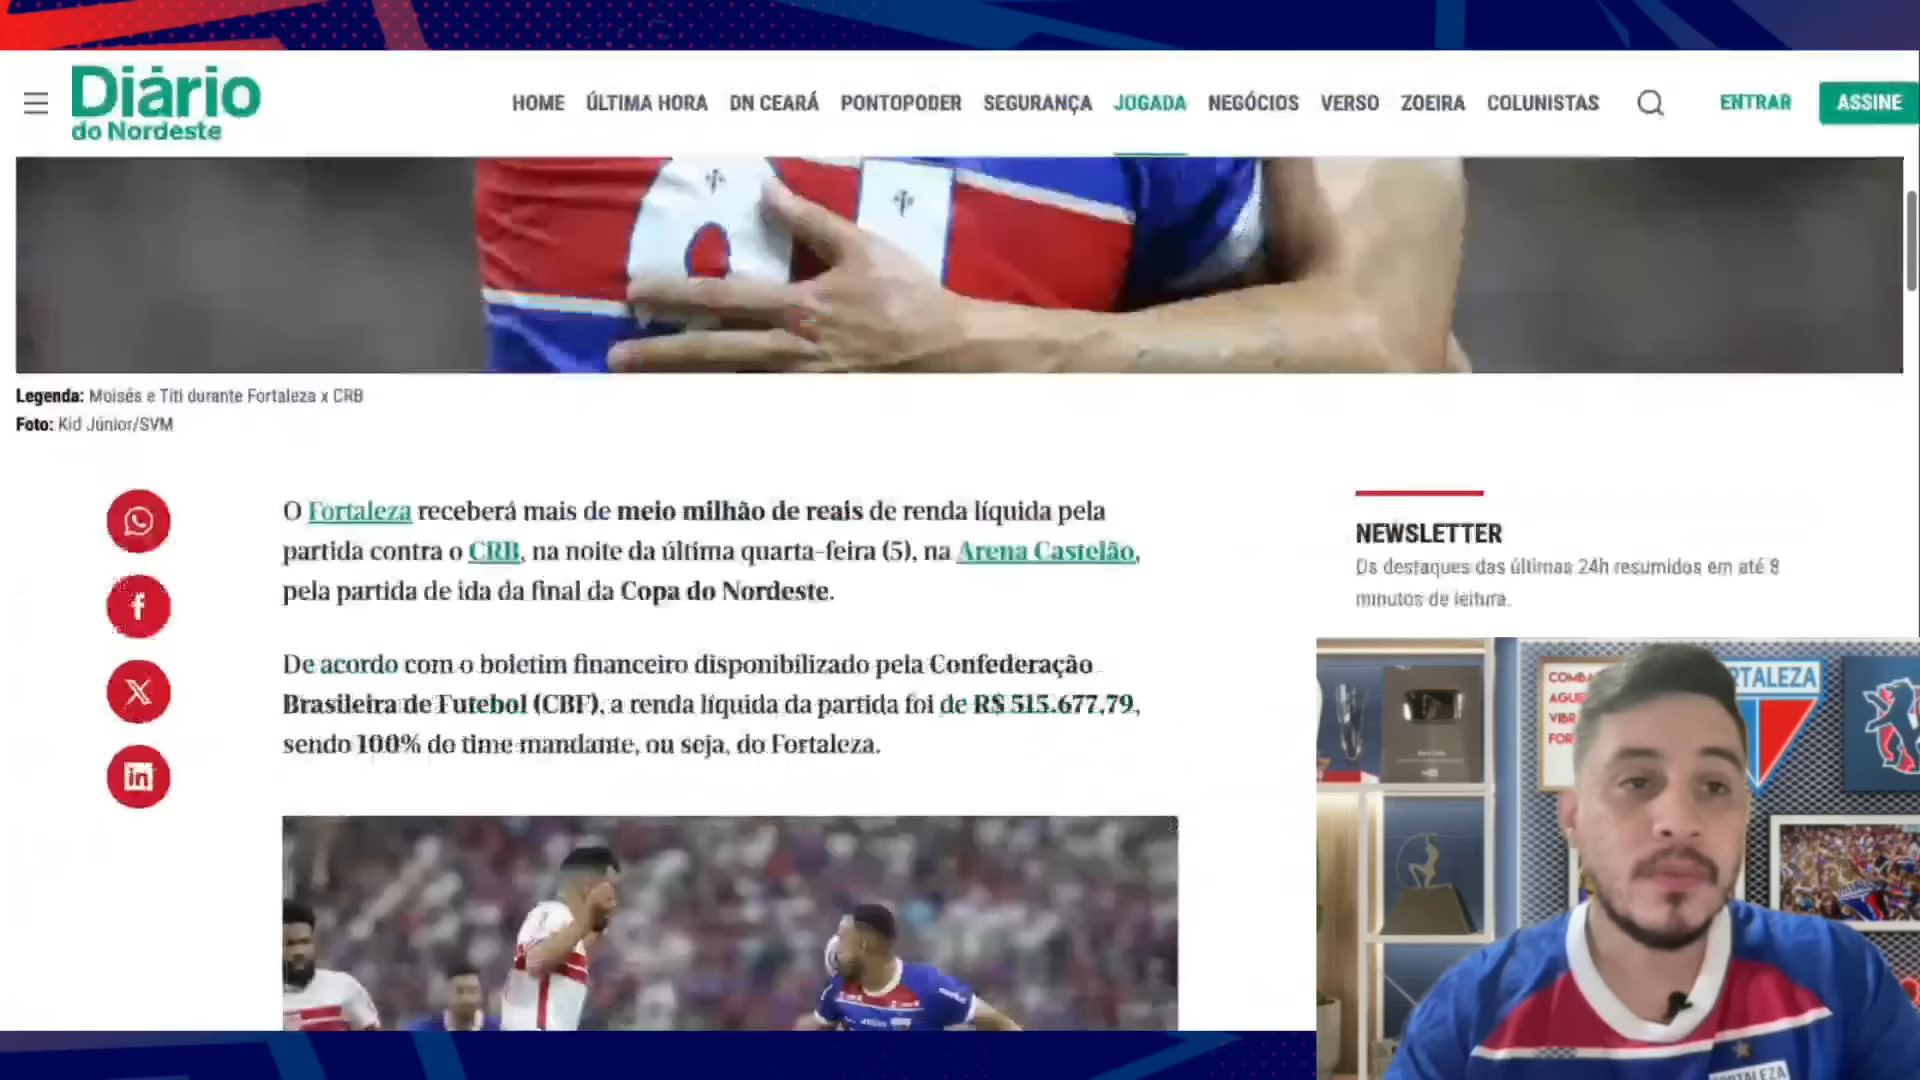 Diário
do Nordeste
HOME ÚLTIMA HORA DN CEARÁ PONTOPODER SEGURANÇA JOGADA NEGÓCIOS VERSO ZOEIRA COLUNISTAS
ENTRAR
ASSINE
Legenda: Moisés e Titi durante Fortaleza x CRB
Foto: Kid Júnior/SVM
O Fortaleza receberá mais de meio milhão de reais de renda líquida pela
partida contra o CRB, na noite da última quarta-feira (5), na Arena Castelão,
pela partida de ida da final da Copa do Nordeste.
De acordo com o boletim financeiro disponibilizado pela Confederação
Brasileira de Futebol (CBF), a renda líquida da partida foi de R$ 515.677,79,
sendo 100% do time mandante, ou seja, do Fortaleza.
NEWSLETTER
Os destaques das últimas 24h resumidos em até 8
minutos de leitura.